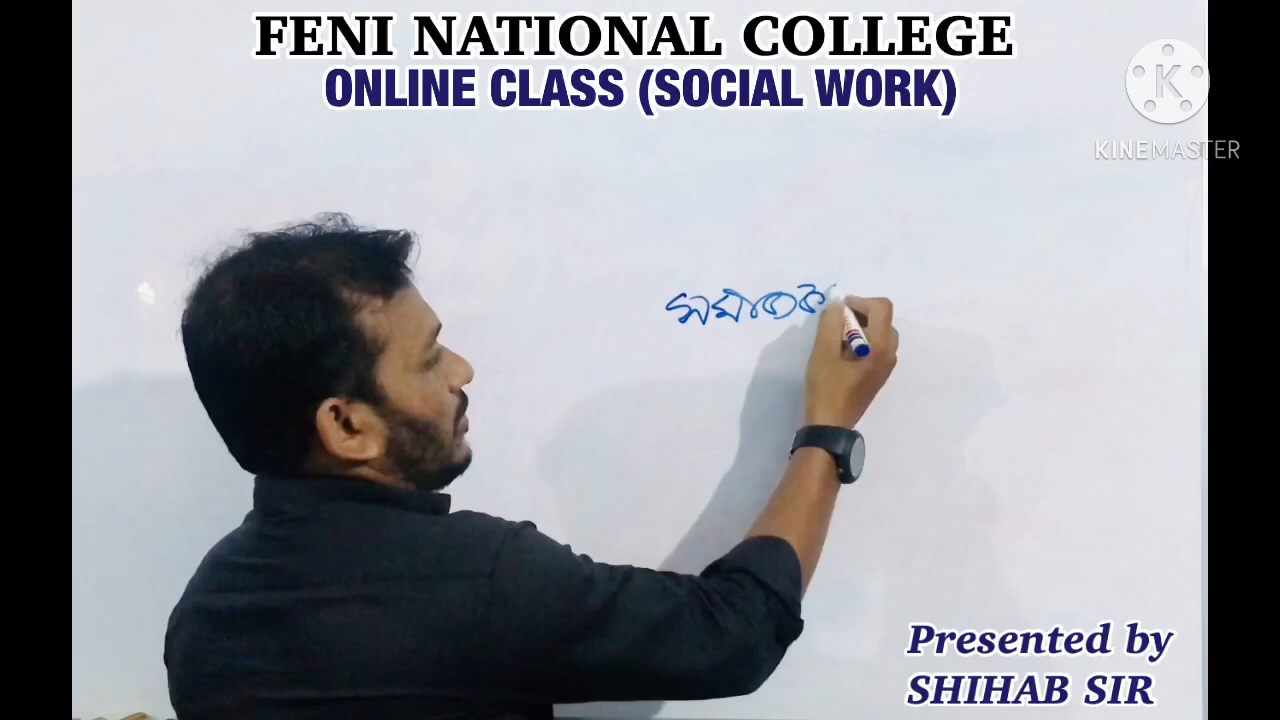 FENI NATIONAL COLLEGE
ONLINE CLASS (SOCIAL WORK)
K
KINEMASTER
Presented by
SHIHAB SIR